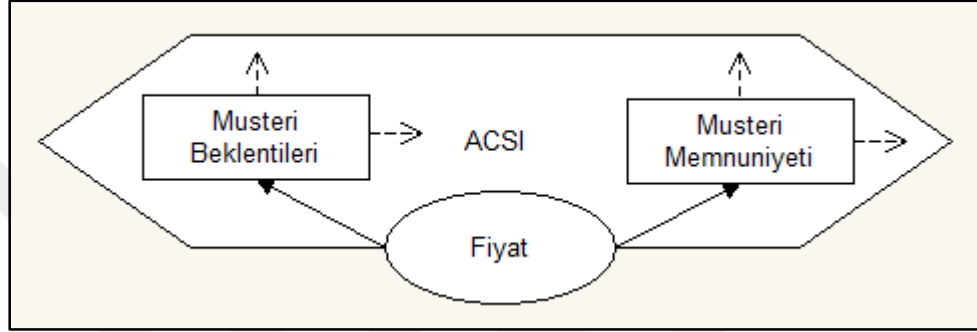 Musteri
Beklentileri
ACSI
Musteri
Memnuniyeti
Fiyat